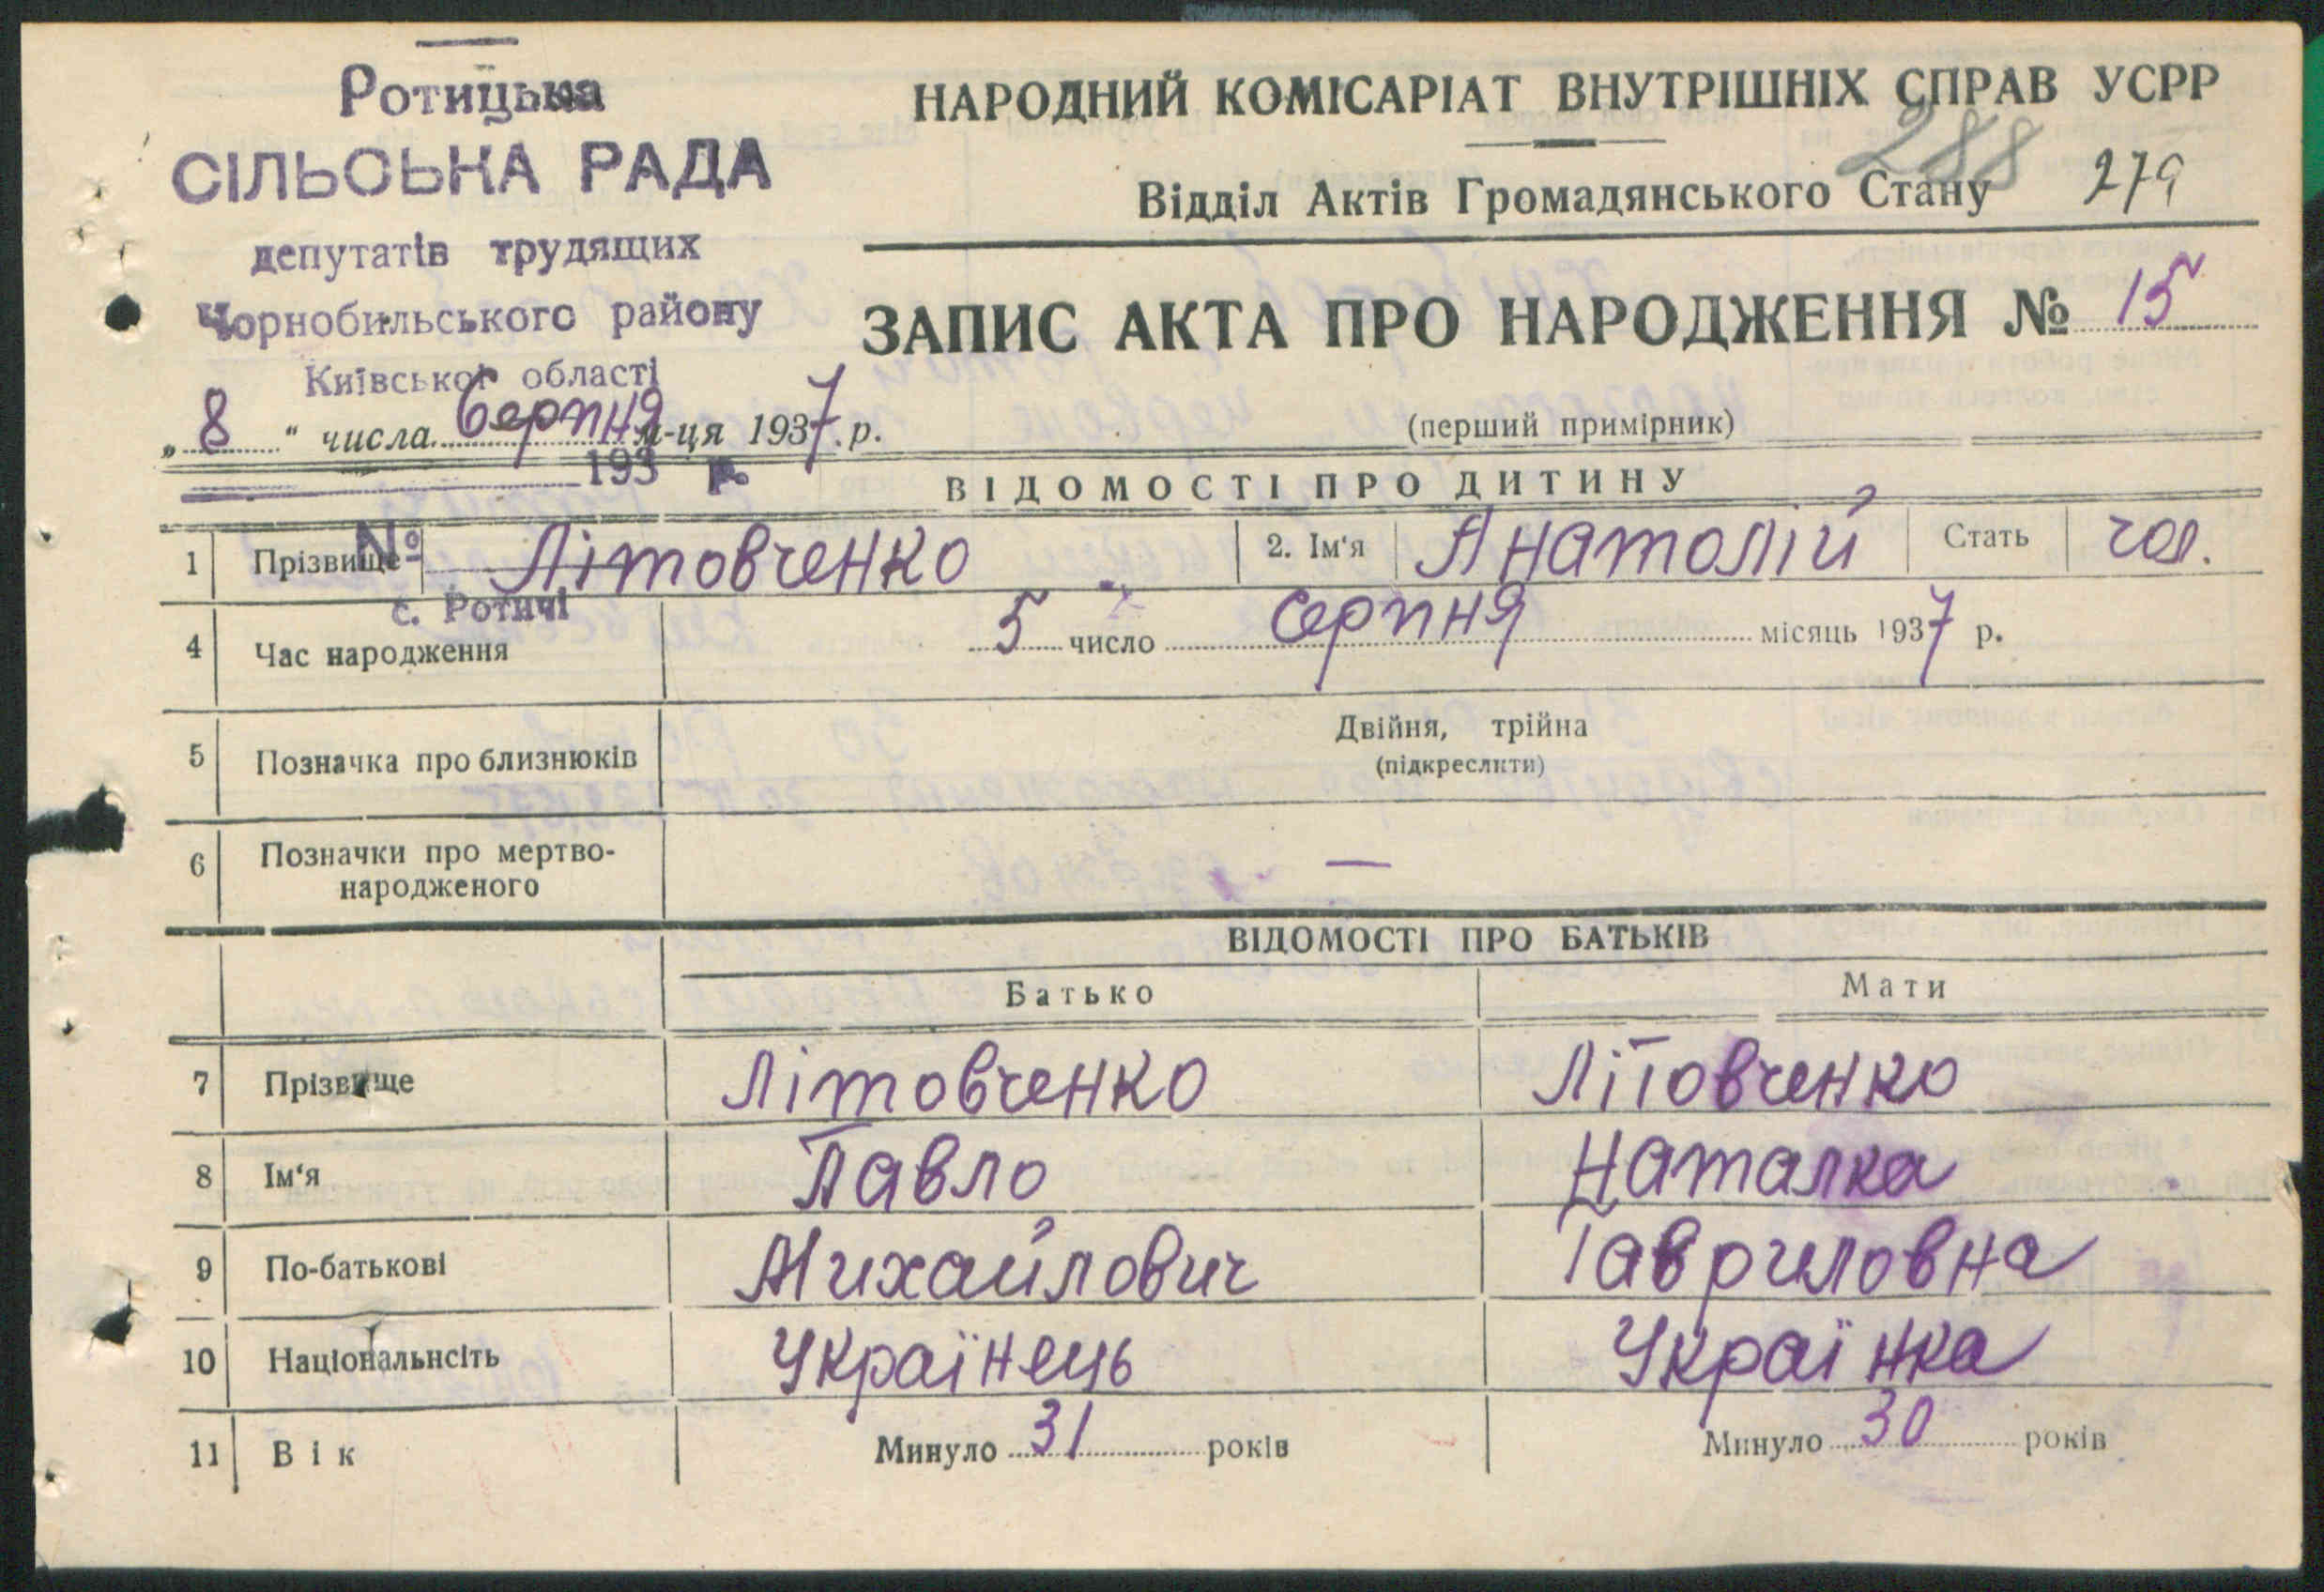 Ротицька
СІЛЬСЬКА РАДА
депутатів трудящих
Чорнобильського району
Київської області
193 р.
№
с. Ротичі
НАРОДНИЙ КОМІСАРІАТ ВНУТРІШНІХ СПРАВ УСРР
288 279
Відділ Актів Громадянського Стану
ЗАПИС АКТА ПРО НАРОДЖЕННЯ № 15
„ 8 " числа Серпня м-ця 1937 р.
(перший примірник)
ВІДОМОСТІ ПРО ДИТИНУ
1 Прізвище Літовченко 2. Ім'я Анатолій Стать чол.
4 Час народження 5 число Серпня місяць 1937 р.
5 Позначка про близнюків Двійня, трійна
(підкреслити)
6 Позначки про мертво-
народженого —
ВІДОМОСТІ ПРО БАТЬКІВ
Батько Мати
7 Прізвище Літовченко Літовченко
8 Ім'я Павло Наталка
9 По-батькові Михайлович Гавриловна
10 Націонaльнсіть Українець Українка
11 Вік Минуло 31 років Минуло 30 років